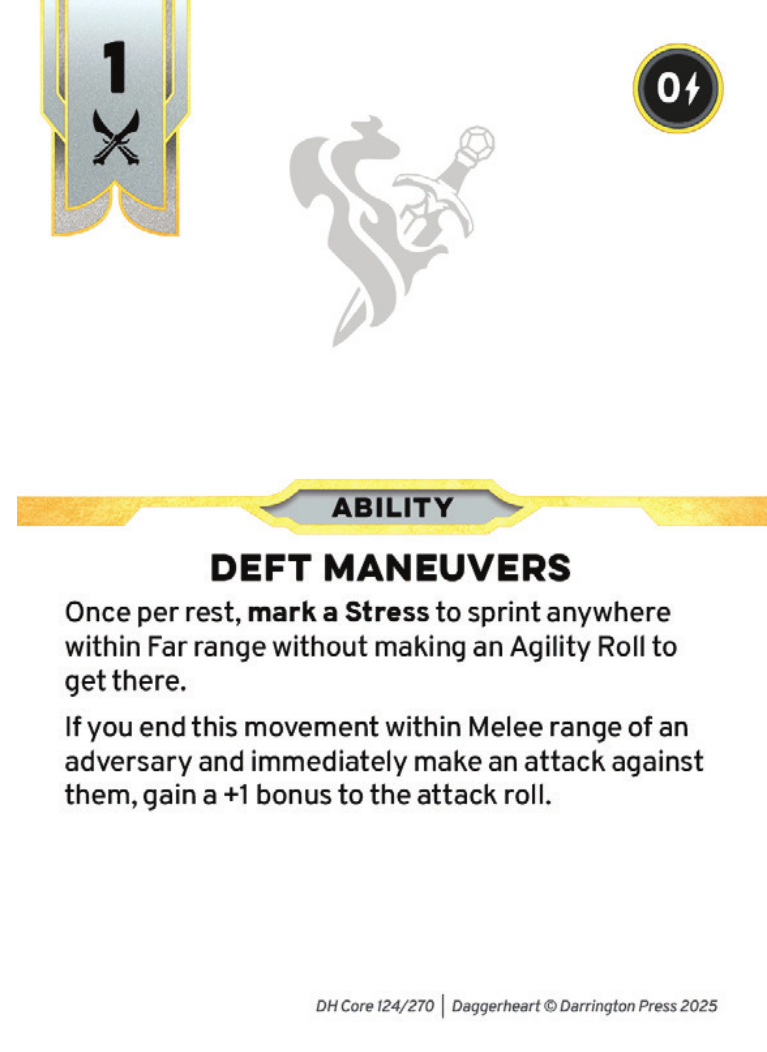 1
0
ABILITY
DEFT MANEUVERS
Once per rest, mark a Stress to sprint anywhere
within Far range without making an Agility Roll to
get there.
If you end this movement within Melee range of an
adversary and immediately make an attack against
them, gain a +1 bonus to the attack roll.
DH Core 124/270 | Daggerheart © Darrington Press 2025